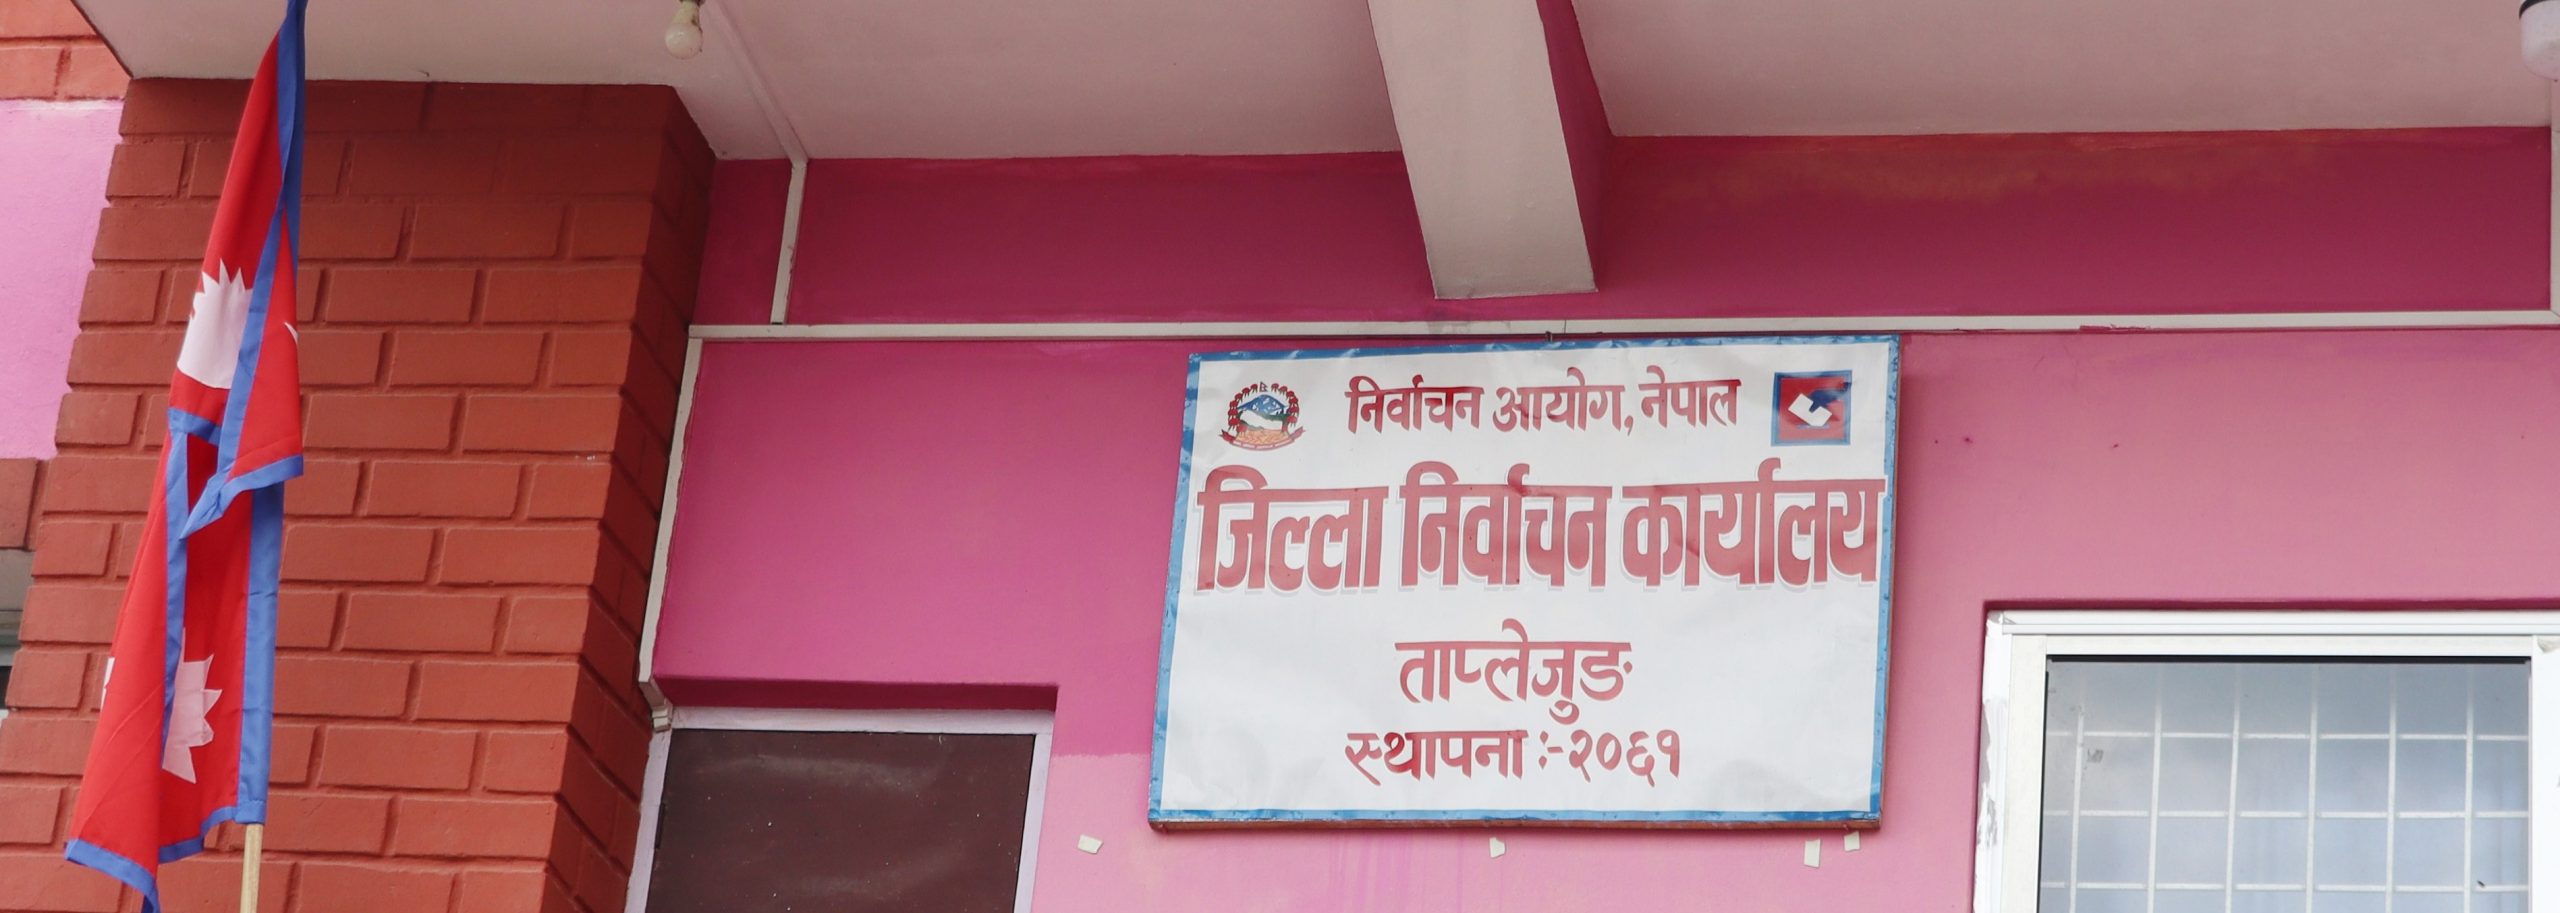 निर्वाचन आयोग, नेपाल
जिल्ला निर्वाचन कार्यालय
ताप्लेजुङ
स्थापना :-२०६१